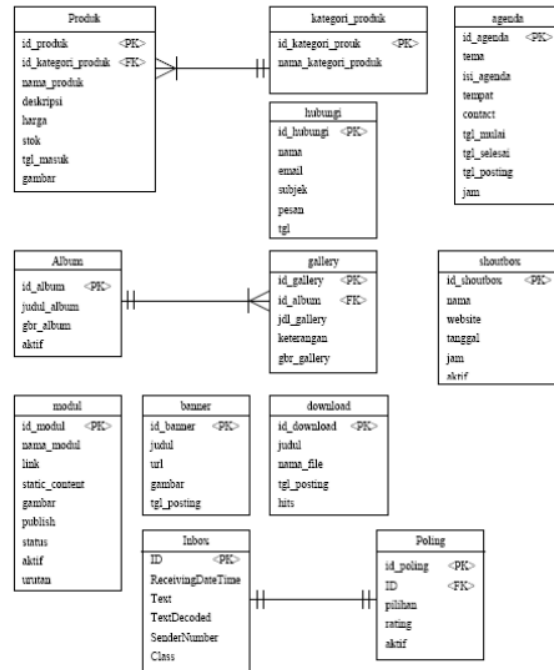 Produk
id_produk <PK>
id_kategori_produk <FK>
nama_produk
deskripsi
harga
stok
tgl_masuk
gambar
kategori_produk
id_kategori_prouk <PK>
nama_kategori_produk
agenda
id_agenda <PK>
tema
isi_agenda
tempat
contact
tgl_mulai
tgl_selesai
tgl_posting
jam
hubungi
id_hubungi <PK>
nama
email
subjek
pesan
tgl
Album
id_album <PK>
judul_album
gbr_album
aktif
gallery
id_gallery <PK>
id_album <FK>
jdl_gallery
keterangan
gbr_gallery
shoutbox
id_shoutbox <PK>
nama
website
tanggal
jam
aktif
modul
id_modul <PK>
nama_modul
link
static_content
gambar
publish
status
aktif
urutan
banner
id_banner <PK>
judul
url
gambar
tgl_posting
download
id_download <PK>
judul
nama_file
tgl_posting
hits
Inbox
ID <PK>
ReceivingDateTime
Text
TextDecoded
SenderNumber
Class
Poling
id_poling <PK>
ID <FK>
pilihan
rating
aktif